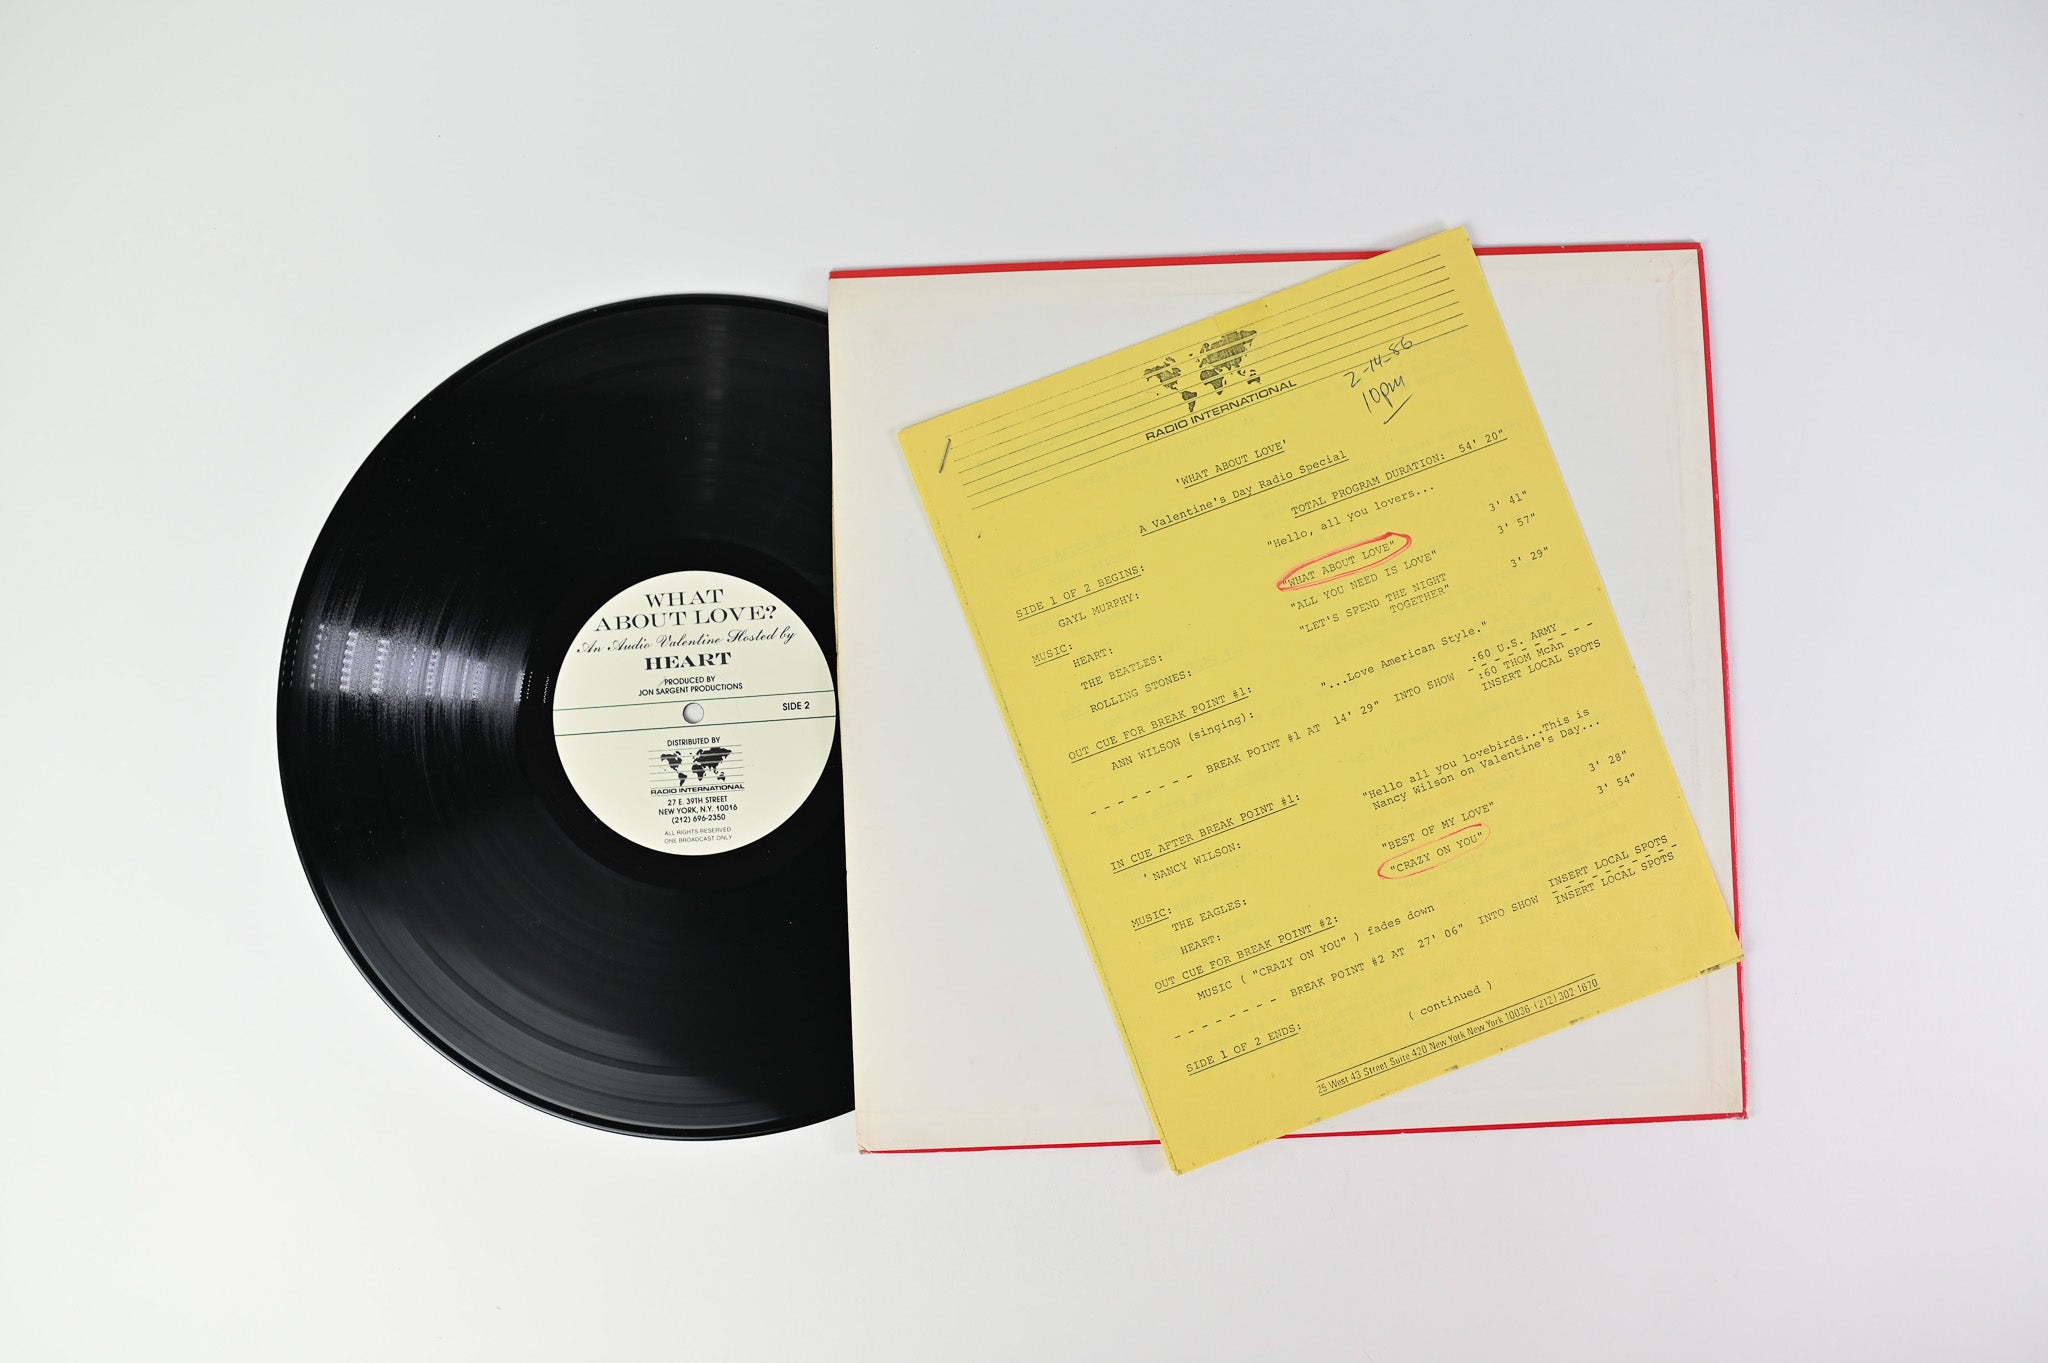 WHAT
ABOUT LOVE?
An Audio Valentine Hosted by
HEART
PRODUCED BY
JON SARGENT PRODUCTIONS
SIDE 2
DISTRIBUTED BY
RADIO INTERNATIONAL
27 E. 39TH STREET
NEW YORK, N.Y. 10016
(212) 696-2350
ALL RIGHTS RESERVED
ONE BROADCAST ONLY
RADIO INTERNATIONAL
2-14-86
10pm
'WHAT ABOUT LOVE'
A Valentine's Day Radio Special
TOTAL PROGRAM DURATION: 54' 20"
SIDE 1 OF 2 BEGINS:
GAYL MURPHY: "Hello, all you lovers...
MUSIC:
HEART: "WHAT ABOUT LOVE" 3' 41"
THE BEATLES: "ALL YOU NEED IS LOVE" 3' 57"
ROLLING STONES: "LET'S SPEND THE NIGHT 3' 29"
TOGETHER"
OUT CUE FOR BREAK POINT #1:
ANN WILSON (singing): "...Love American Style."
- - - - - - - BREAK POINT #1 AT 14' 29" INTO SHOW :60 U.S. ARMY - - -
:60 THOM McAn
INSERT LOCAL SPOTS
IN CUE AFTER BREAK POINT #1:
' NANCY WILSON: "Hello all you lovebirds...This is
Nancy Wilson on Valentine's Day...
MUSIC:
THE EAGLES: "BEST OF MY LOVE" 3' 28"
HEART: "CRAZY ON YOU" 3' 54"
OUT CUE FOR BREAK POINT #2:
MUSIC ( "CRAZY ON YOU" ) fades down
- - - - - - - BREAK POINT #2 AT 27' 06" INTO SHOW INSERT LOCAL SPOTS
INSERT LOCAL SPOTS
SIDE 1 OF 2 ENDS:
( continued )
25 West 43 Street Suite 420 New York New York 10036 (212) 302-1670